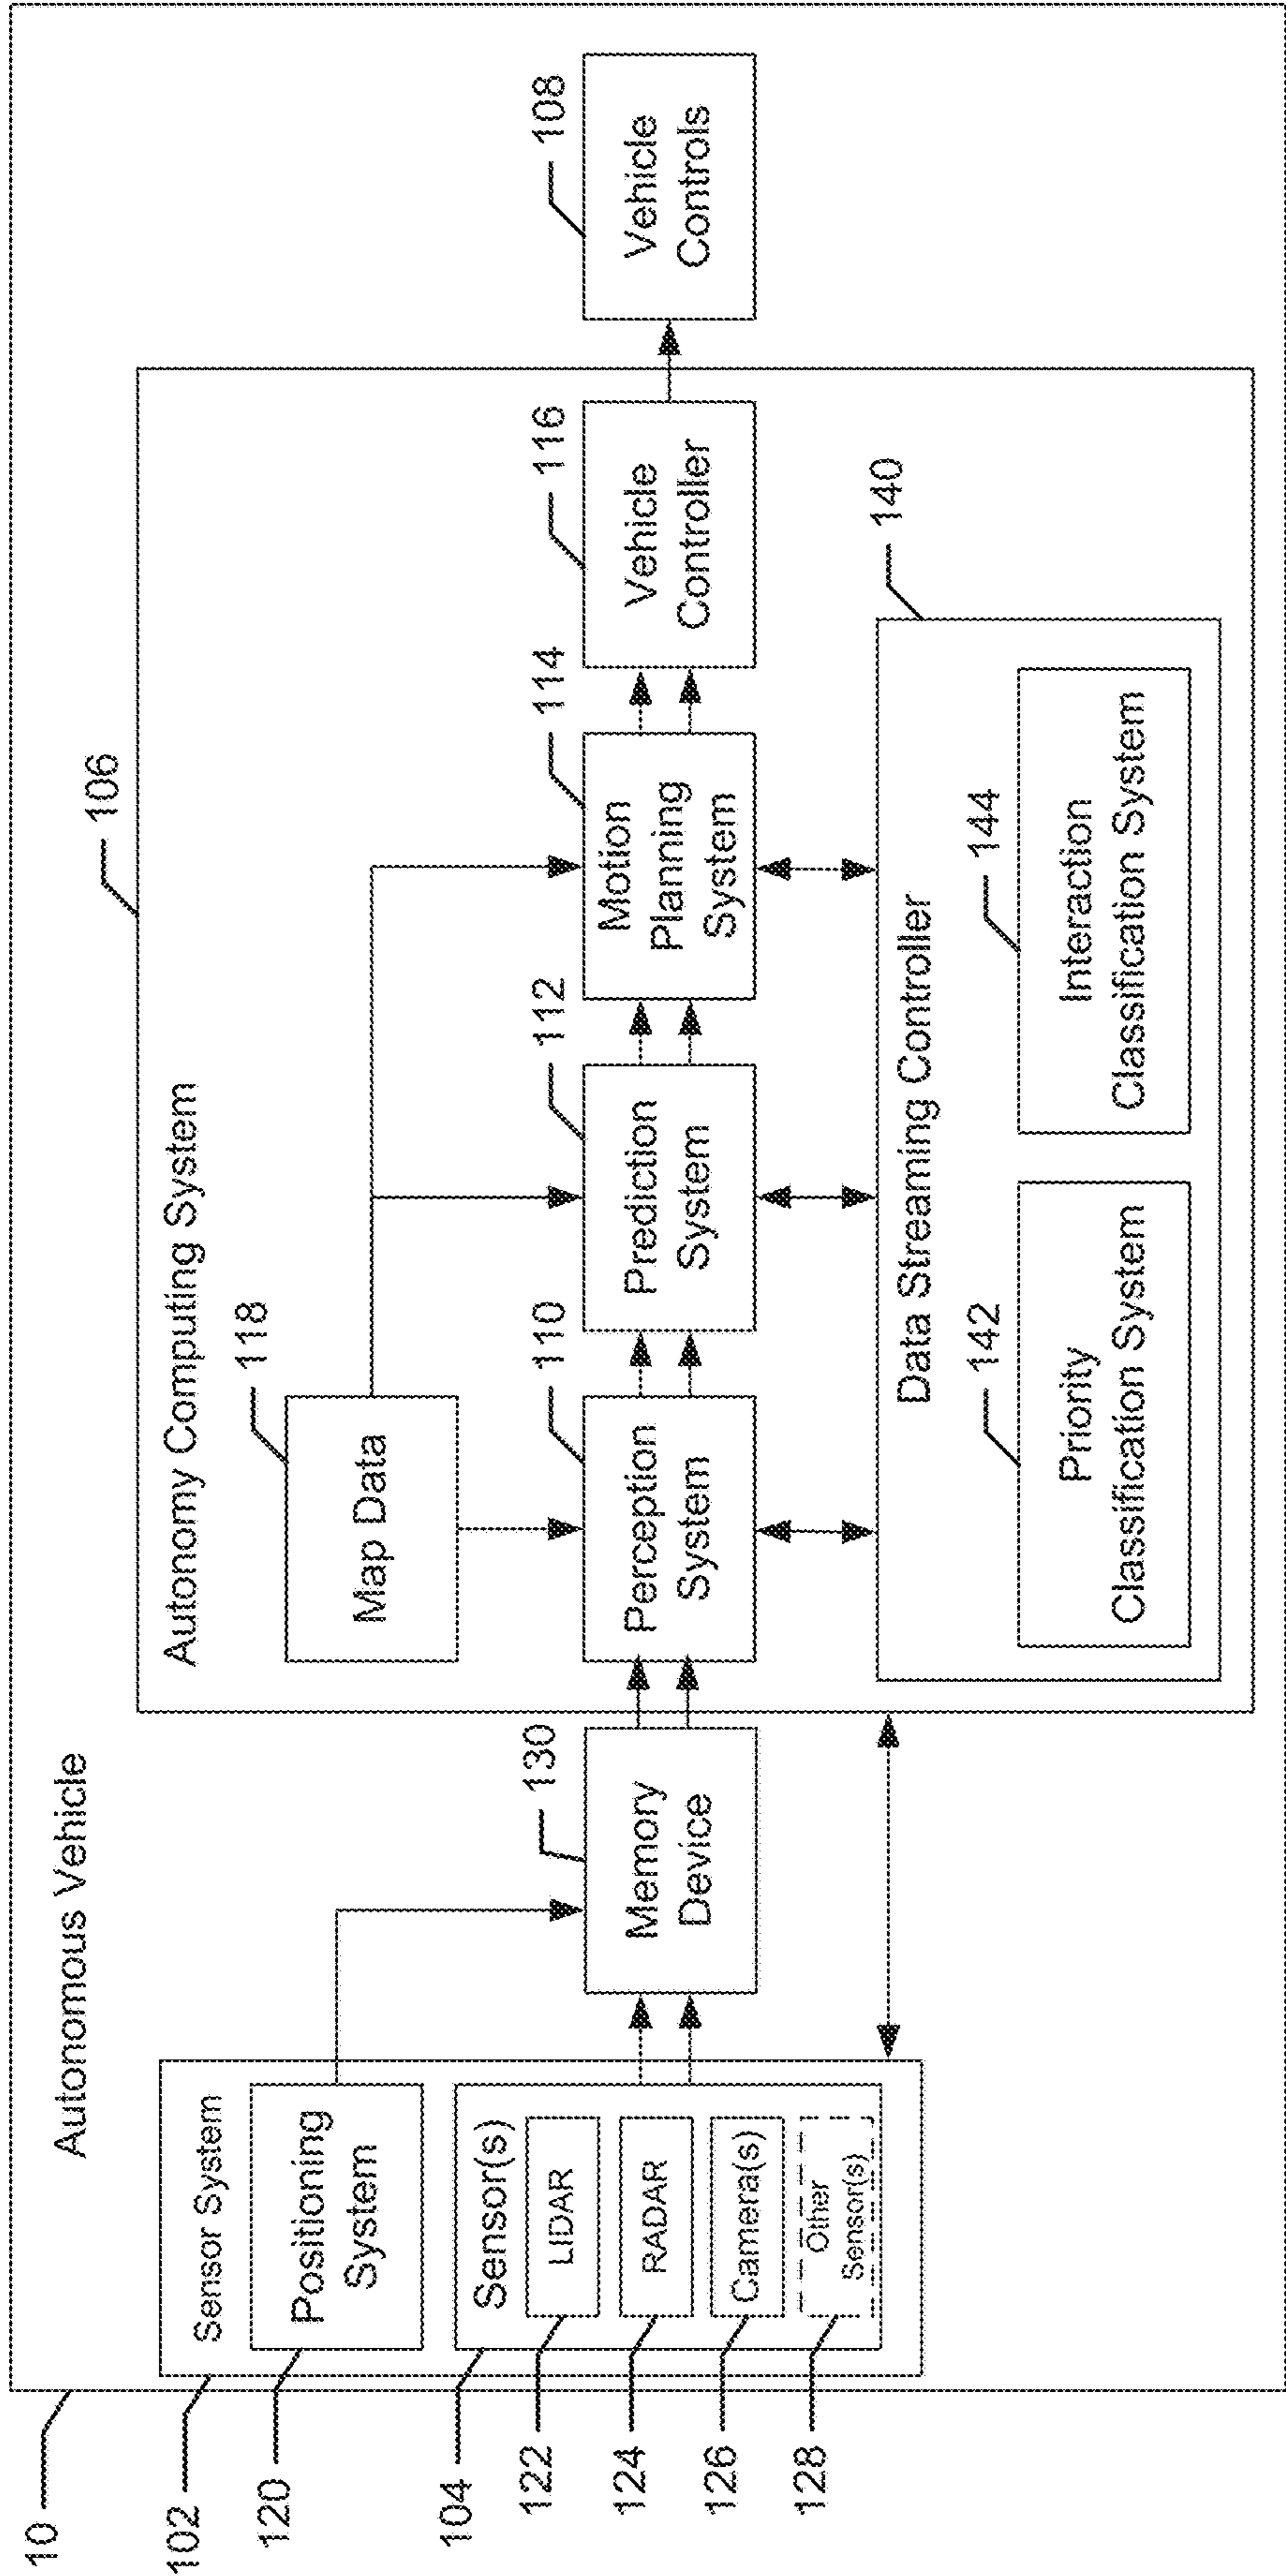 10
Autonomous Vehicle
102
Sensor System
120
Positioning
System
104
Sensor(s)
122
LIDAR
124
RADAR
126
Camera(s)
128
Other
Sensor(s)
130
Memory
Device
106
Autonomy Computing System
118
Map Data
110
Perception
System
112
Prediction
System
114
Motion
Planning
System
116
Vehicle
Controller
108
Vehicle
Controls
140
Data Streaming Controller
142
Priority
Classification System
144
Interaction
Classification System